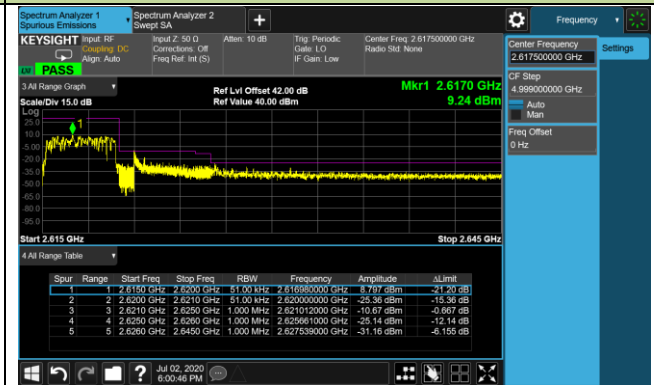 Spectrum Analyzer 1
Spurious Emissions
Spectrum Analyzer 2
Swept SA
+
Frequency
KEYSIGHT
Input: RF
Coupling: DC
Align: Auto
Input Z: 50 Ω
Corrections: Off
Freq Ref: Int (S)
Atten: 10 dB
Trig: Periodic
Gate: LO
IF Gain: Low
Center Freq: 2.617500000 GHz
Radio Std: None
LXI PASS
Center Frequency
2.617500000 GHz
Settings
CF Step
4.999000000 GHz
Auto
Man
Freq Offset
0 Hz
3 All Range Graph
Scale/Div 15.0 dB
Ref Lvl Offset 42.00 dB
Ref Value 40.00 dBm
Mkr1 2.6170 GHz
9.24 dBm
Log
25.0
10.0
-5.00
-20.0
-35.0
-50.0
-65.0
-80.0
-95.0
1
Start 2.615 GHz
Stop 2.645 GHz
4 All Range Table
Spur Range Start Freq Stop Freq RBW Frequency Amplitude ΔLimit
1 1 2.6150 GHz 2.6200 GHz 51.00 kHz 2.616980000 GHz 8.797 dBm -21.20 dB
2 2 2.6200 GHz 2.6210 GHz 51.00 kHz 2.620000000 GHz -25.36 dBm -15.36 dB
3 3 2.6210 GHz 2.6250 GHz 1.000 MHz 2.621012000 GHz -10.67 dBm -0.667 dB
4 4 2.6250 GHz 2.6260 GHz 1.000 MHz 2.625661000 GHz -25.14 dBm -12.14 dB
5 5 2.6260 GHz 2.6450 GHz 1.000 MHz 2.627539000 GHz -31.16 dBm -6.155 dB
?
Jul 02, 2020
6:00:46 PM